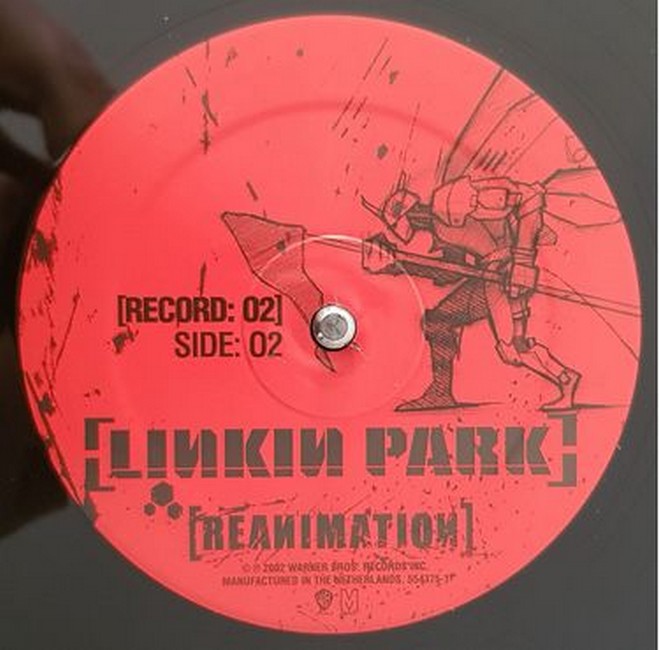 [RECORD: 02]
SIDE: 02
[LINKIN PARK]
[REANIMATION]
© ℗ 2002 WARNER BROS. RECORDS INC.
MANUFACTURED IN THE NETHERLANDS.